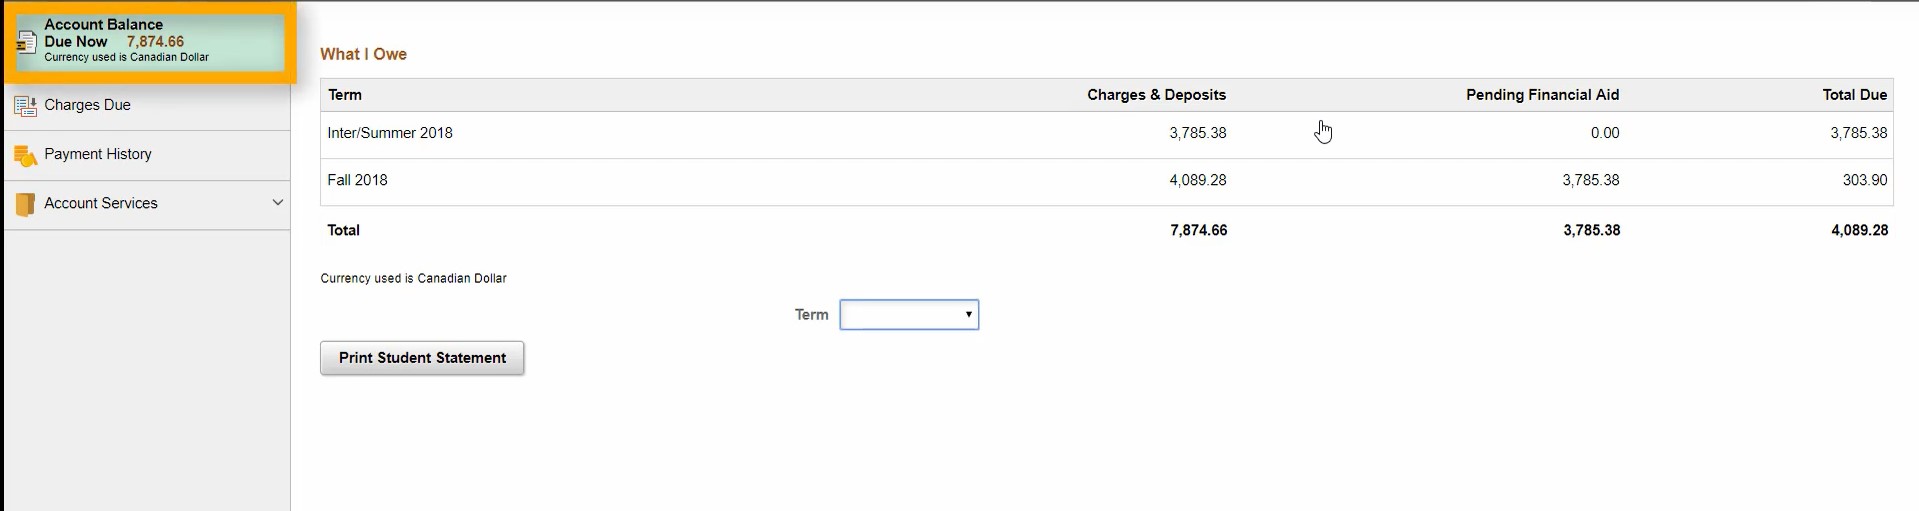 Account Balance
Due Now 7,874.66
Currency used is Canadian Dollar
Charges Due
Payment History
Account Services
What I Owe
Term Charges & Deposits Pending Financial Aid Total Due
Inter/Summer 2018 3,785.38 0.00 3,785.38
Fall 2018 4,089.28 3,785.38 303.90
Total 7,874.66 3,785.38 4,089.28
Currency used is Canadian Dollar
Term
Print Student Statement